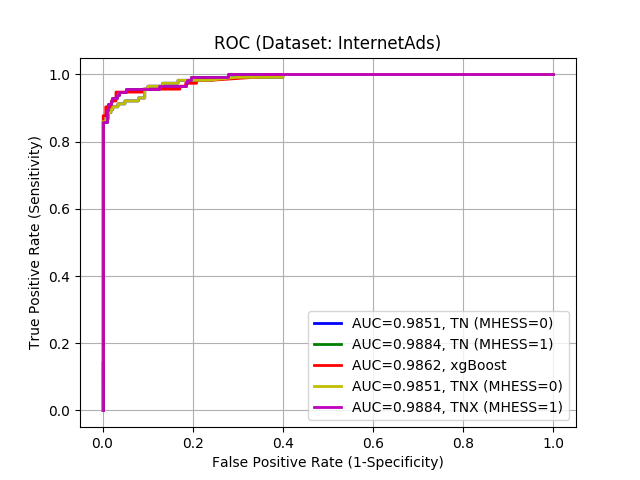 ROC (Dataset: InternetAds)
True Positive Rate (Sensitivity)
1.0
0.8
0.6
0.4
0.2
0.0
AUC=0.9851, TN (MHESS=0)
AUC=0.9884, TN (MHESS=1)
AUC=0.9862, xgBoost
AUC=0.9851, TNX (MHESS=0)
AUC=0.9884, TNX (MHESS=1)
0.0 0.2 0.4 0.6 0.8 1.0
False Positive Rate (1-Specificity)